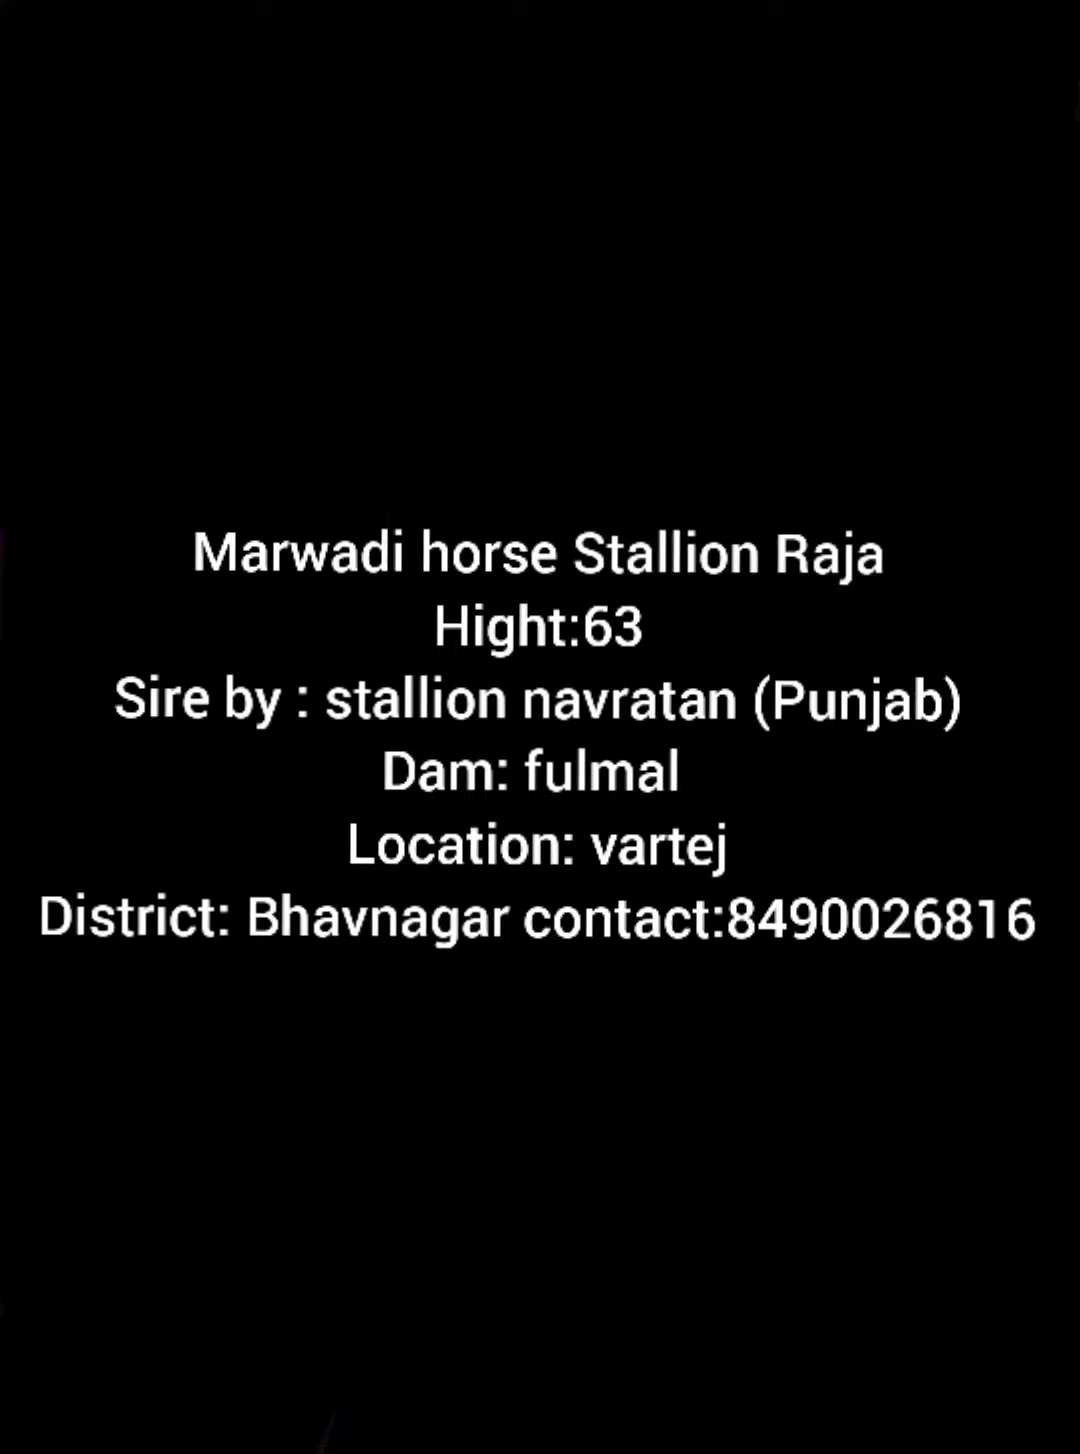 Marwadi horse Stallion Raja
Hight:63
Sire by : stallion navratan (Punjab)
Dam: fulmal
Location: vartej
District: Bhavnagar contact:8490026816